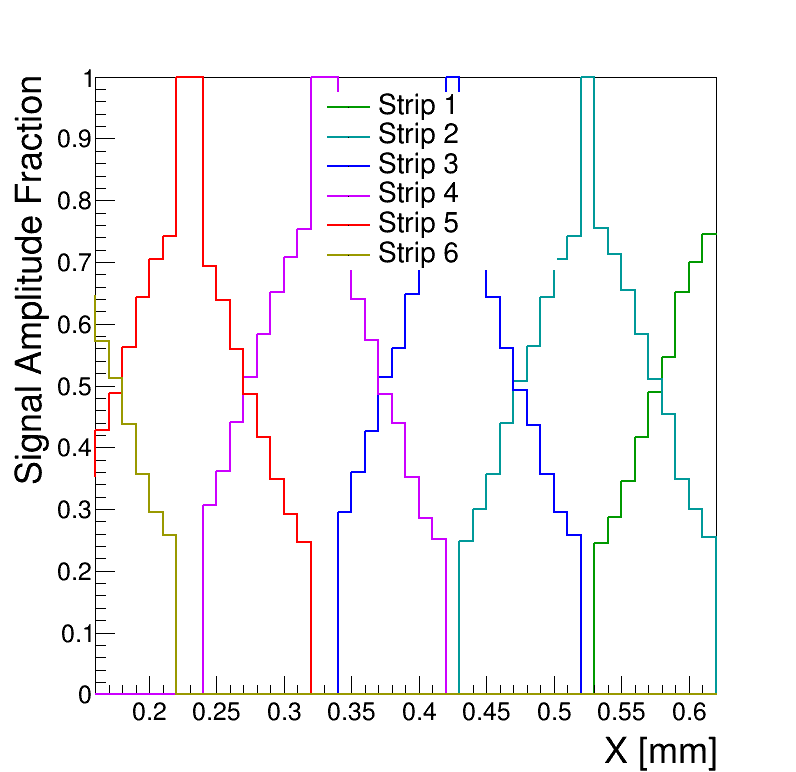 Signal Amplitude Fraction
1
0.9
0.8
0.7
0.6
0.5
0.4
0.3
0.2
0.1
0
Strip 1
Strip 2
Strip 3
Strip 4
Strip 5
Strip 6
0.2 0.25 0.3 0.35 0.4 0.45 0.5 0.55 0.6
X [mm]